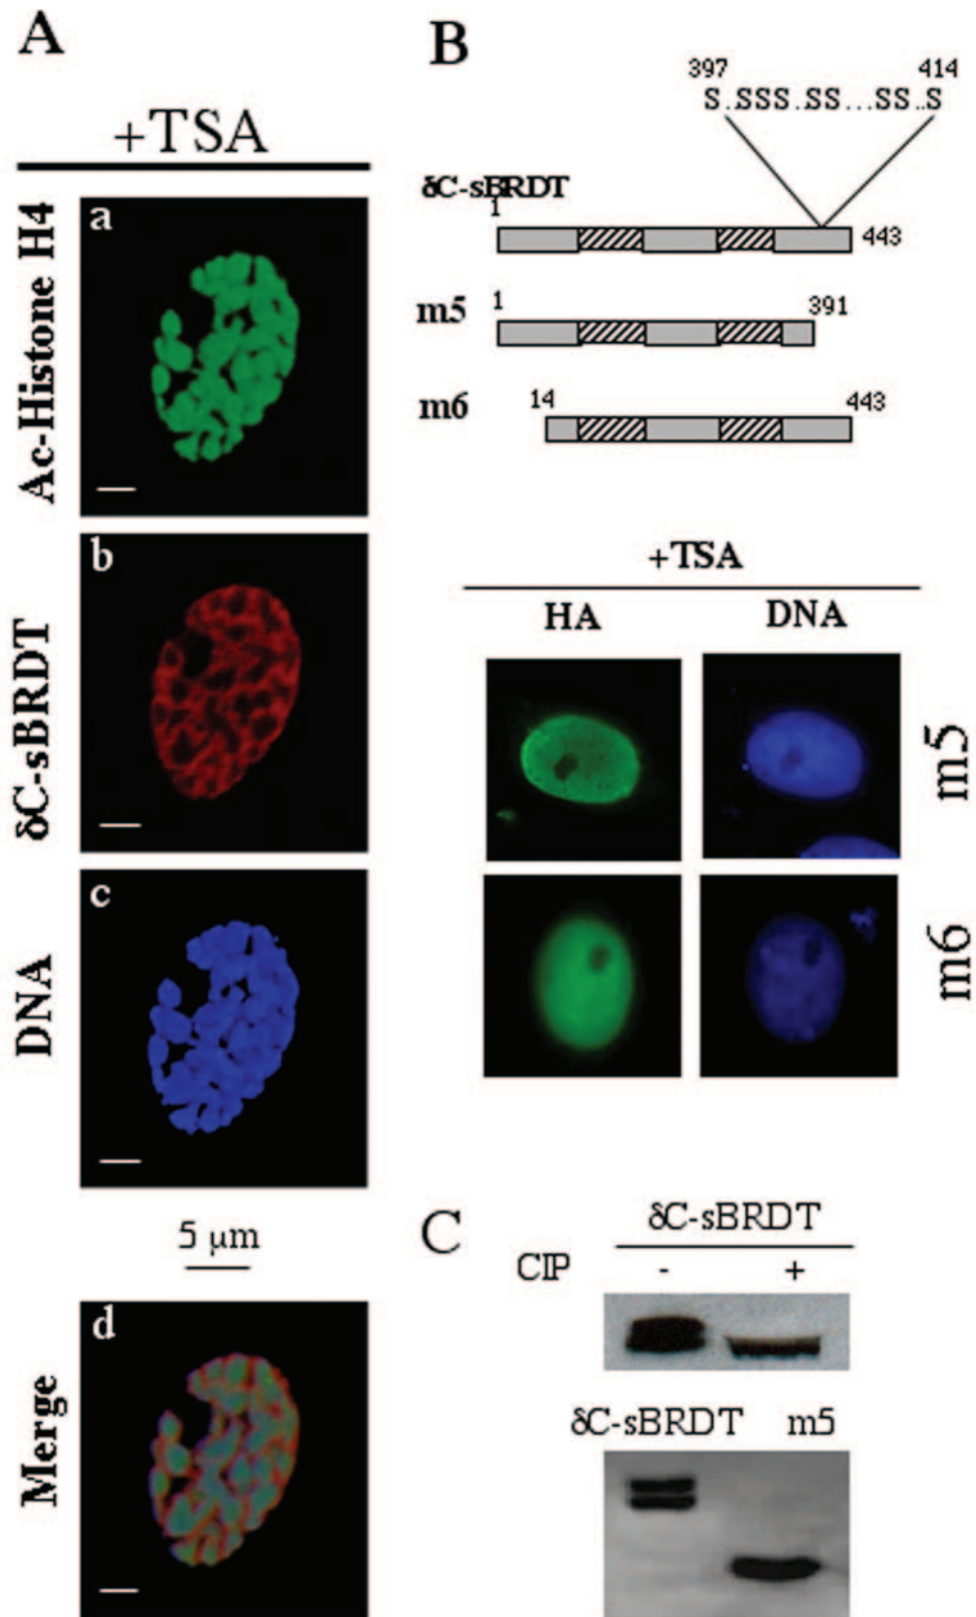 A
+TSA
Ac-Histone H4
a
δC-sBRDT
b
DNA
c
5 µm
Merge
d
B
397 414
S..SSS..SS...SS..S
δC-sBRDT
1
443
m5
1
391
m6
14
443
+TSA
HA DNA
m5
m6
C
δC-sBRDT
CIP - +
δC-sBRDT m5